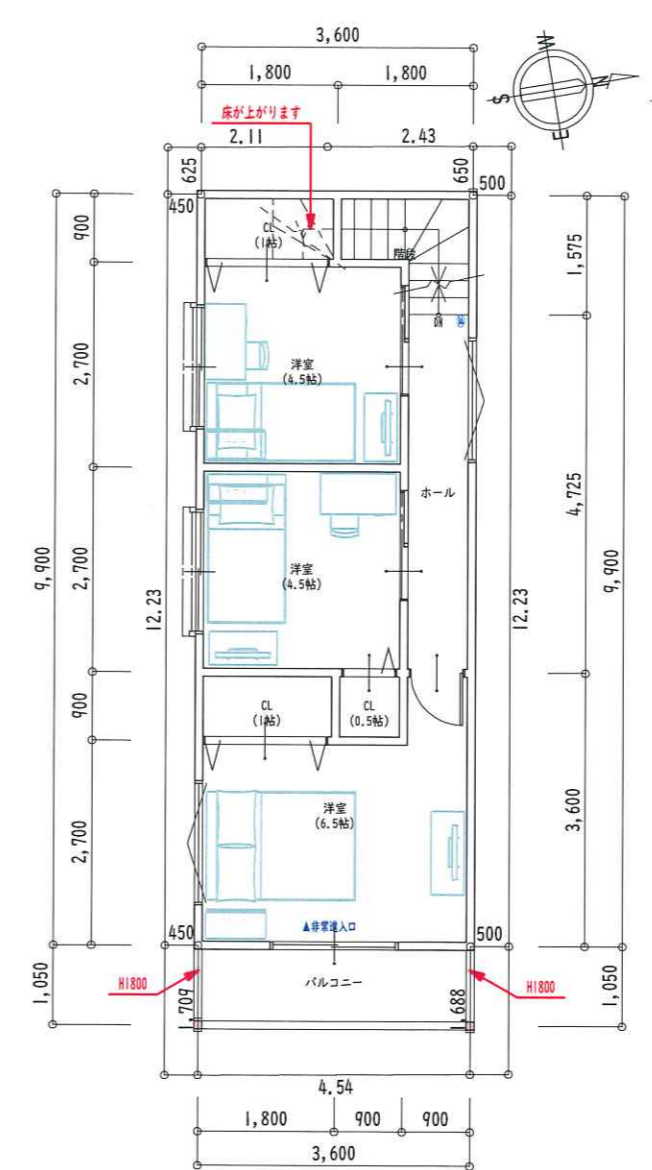 3,600
1,800
1,800
床が上がります
W
S
N
E
2.11
2.43
625
650
450
500
900
CL
(1帖)
階段
1,575
DN
2,700
洋室
(4.5帖)
ホール
4,725
9,900
2,700
12.23
洋室
(4.5帖)
12.23
9,900
900
CL
(1帖)
CL
(0.5帖)
洋室
(6.5帖)
2,700
3,600
▲非常進入口
450
500
バルコニー
H1800
H1800
1,050
1,050
4.54
1,800
900
900
3,600